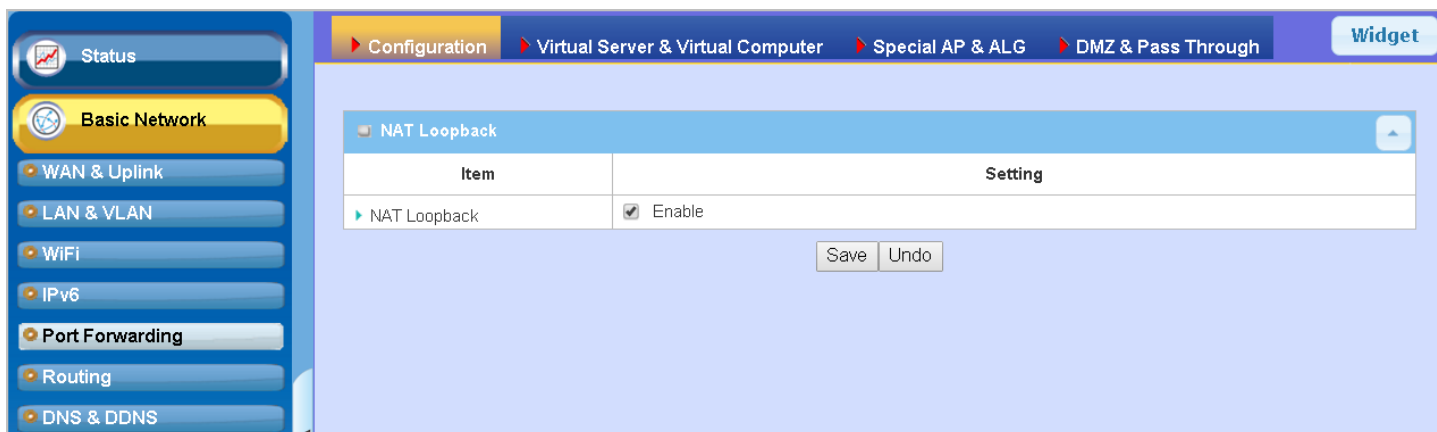 Status
Basic Network
WAN & Uplink
LAN & VLAN
WiFi
IPv6
Port Forwarding
Routing
DNS & DDNS
Configuration Virtual Server & Virtual Computer Special AP & ALG DMZ & Pass Through Widget
NAT Loopback
Item Setting
NAT Loopback Enable
Save Undo